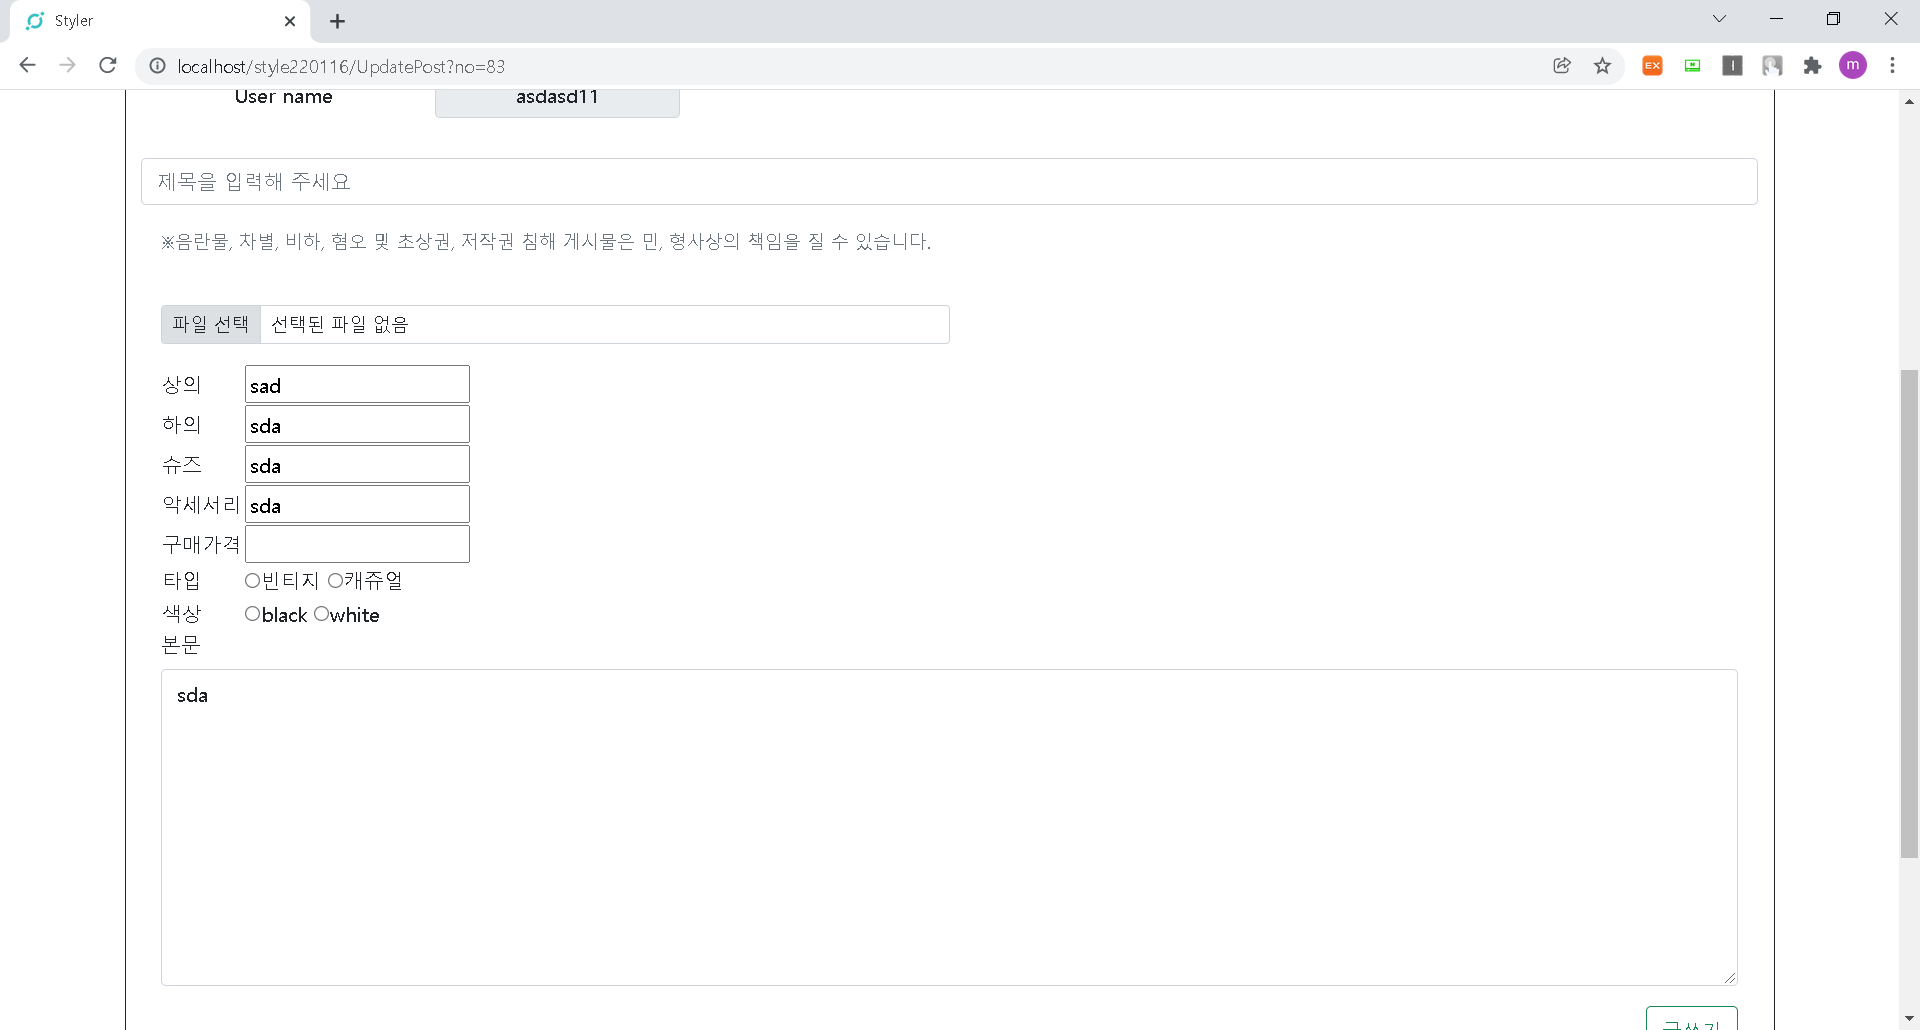 Styler
localhost/style220116/UpdatePost?no=83
EX
m
User name asdasd11
제목을 입력해 주세요
※음란물, 차별, 비하, 혐오 및 초상권, 저작권 침해 게시물은 민, 형사상의 책임을 질 수 있습니다.
파일 선택 선택된 파일 없음
상의 sad
하의 sda
슈즈 sda
악세서리 sda
구매가격
타입 빈티지 캐쥬얼
색상 black white
본문
sda
글쓰기